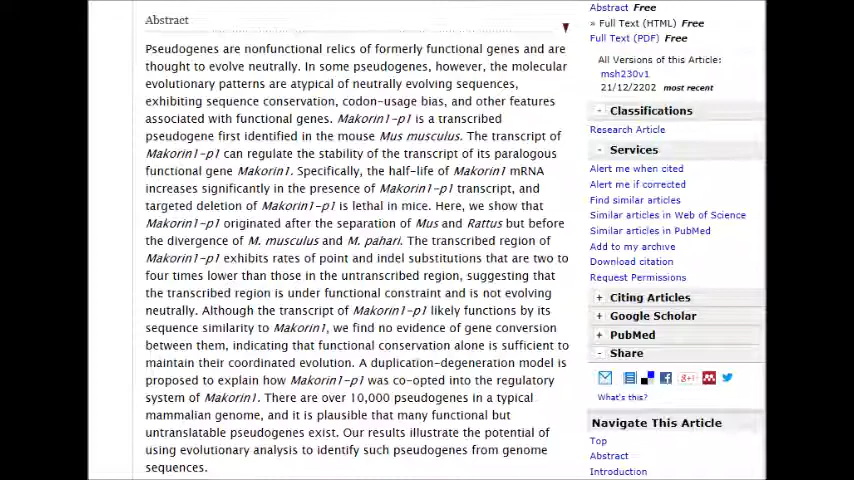 Abstract
Pseudogenes are nonfunctional relics of formerly functional genes and are
thought to evolve neutrally. In some pseudogenes, however, the molecular
evolutionary patterns are atypical of neutrally evolving sequences,
exhibiting sequence conservation, codon-usage bias, and other features
associated with functional genes. Makorin1-p1 is a transcribed
pseudogene first identified in the mouse Mus musculus. The transcript of
Makorin1-p1 can regulate the stability of the transcript of its paralogous
functional gene Makorin1. Specifically, the half-life of Makorin1 mRNA
increases significantly in the presence of Makorin1-p1 transcript, and
targeted deletion of Makorin1-p1 is lethal in mice. Here, we show that
Makorin1-p1 originated after the separation of Mus and Rattus but before
the divergence of M. musculus and M. pahari. The transcribed region of
Makorin1-p1 exhibits rates of point and indel substitutions that are two to
four times lower than those in the untranscribed region, suggesting that
the transcribed region is under functional constraint and is not evolving
neutrally. Although the transcript of Makorin1-p1 likely functions by its
sequence similarity to Makorin1, we find no evidence of gene conversion
between them, indicating that functional conservation alone is sufficient to
maintain their coordinated evolution. A duplication-degeneration model is
proposed to explain how Makorin1-p1 was co-opted into the regulatory
system of Makorin1. There are over 10,000 pseudogenes in a typical
mammalian genome, and it is plausible that many functional but
untranslatable pseudogenes exist. Our results illustrate the potential of
using evolutionary analysis to identify such pseudogenes from genome
sequences.
Abstract Free
» Full Text (HTML) Free
Full Text (PDF) Free
All Versions of this Article:
msh230v1
21/12/2202 most recent
- Classifications
Research Article
- Services
Alert me when cited
Alert me if corrected
Find similar articles
Similar articles in Web of Science
Similar articles in PubMed
Add to my archive
Download citation
Request Permissions
+ Citing Articles
+ Google Scholar
+ PubMed
- Share
What's this?
Navigate This Article
Top
Abstract
Introduction